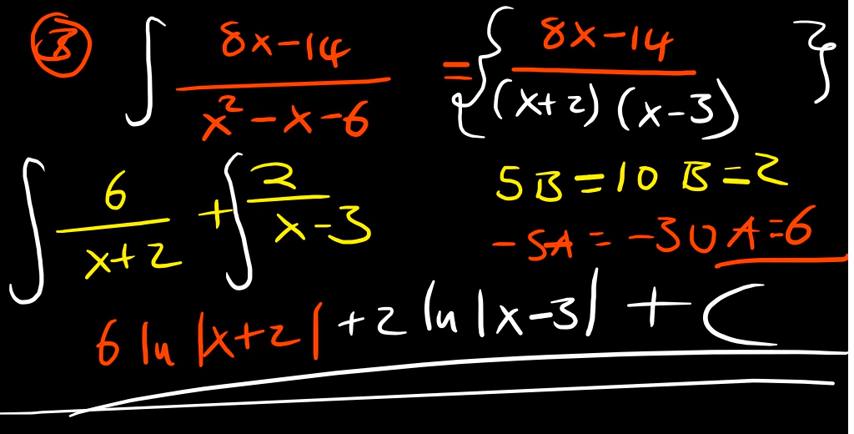 ③ ∫ (8x-14)/(x²-x-6) = { (8x-14)/((x+2)(x-3)) }
∫ 6/(x+2) + ∫ 2/(x-3) 5B=10 B=2
-5A = -30 A=6
6 ln |x+2| + 2 ln |x-3| + C